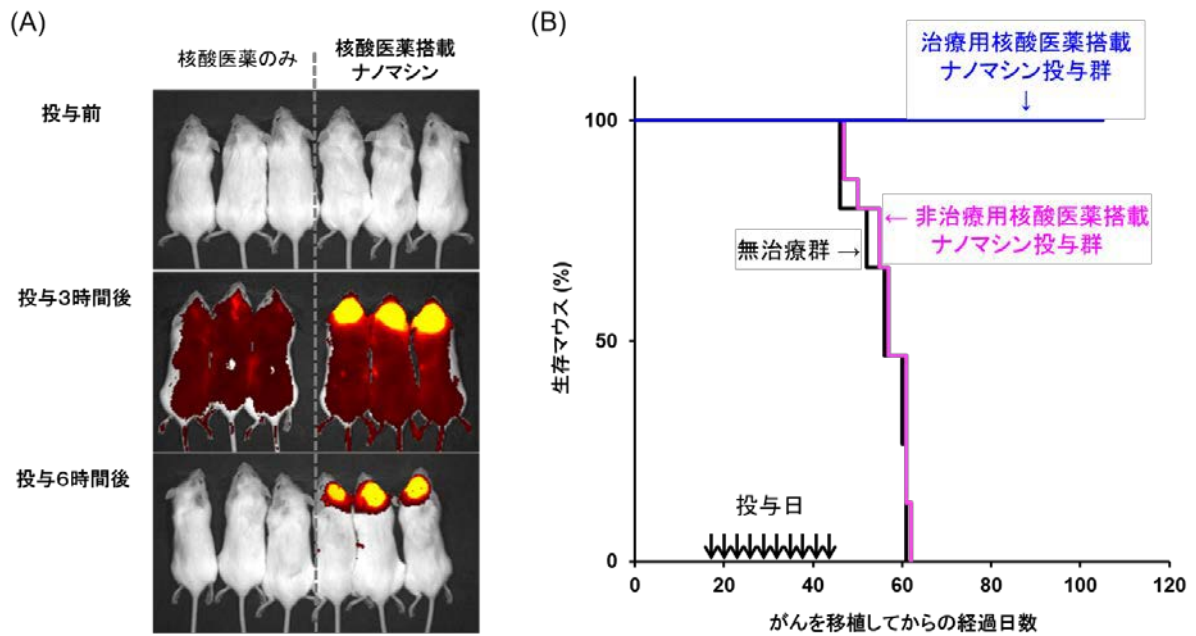 (A)
核酸医薬のみ
核酸医薬搭載
ナノマシン
投与前
投与3時間後
投与6時間後
(B)
治療用核酸医薬搭載
ナノマシン投与群
↓
← 非治療用核酸医薬搭載
ナノマシン投与群
無治療群 →
投与日
生存マウス (%)
100
50
0
0
20
40
60
80
100
120
がんを移植してからの経過日数